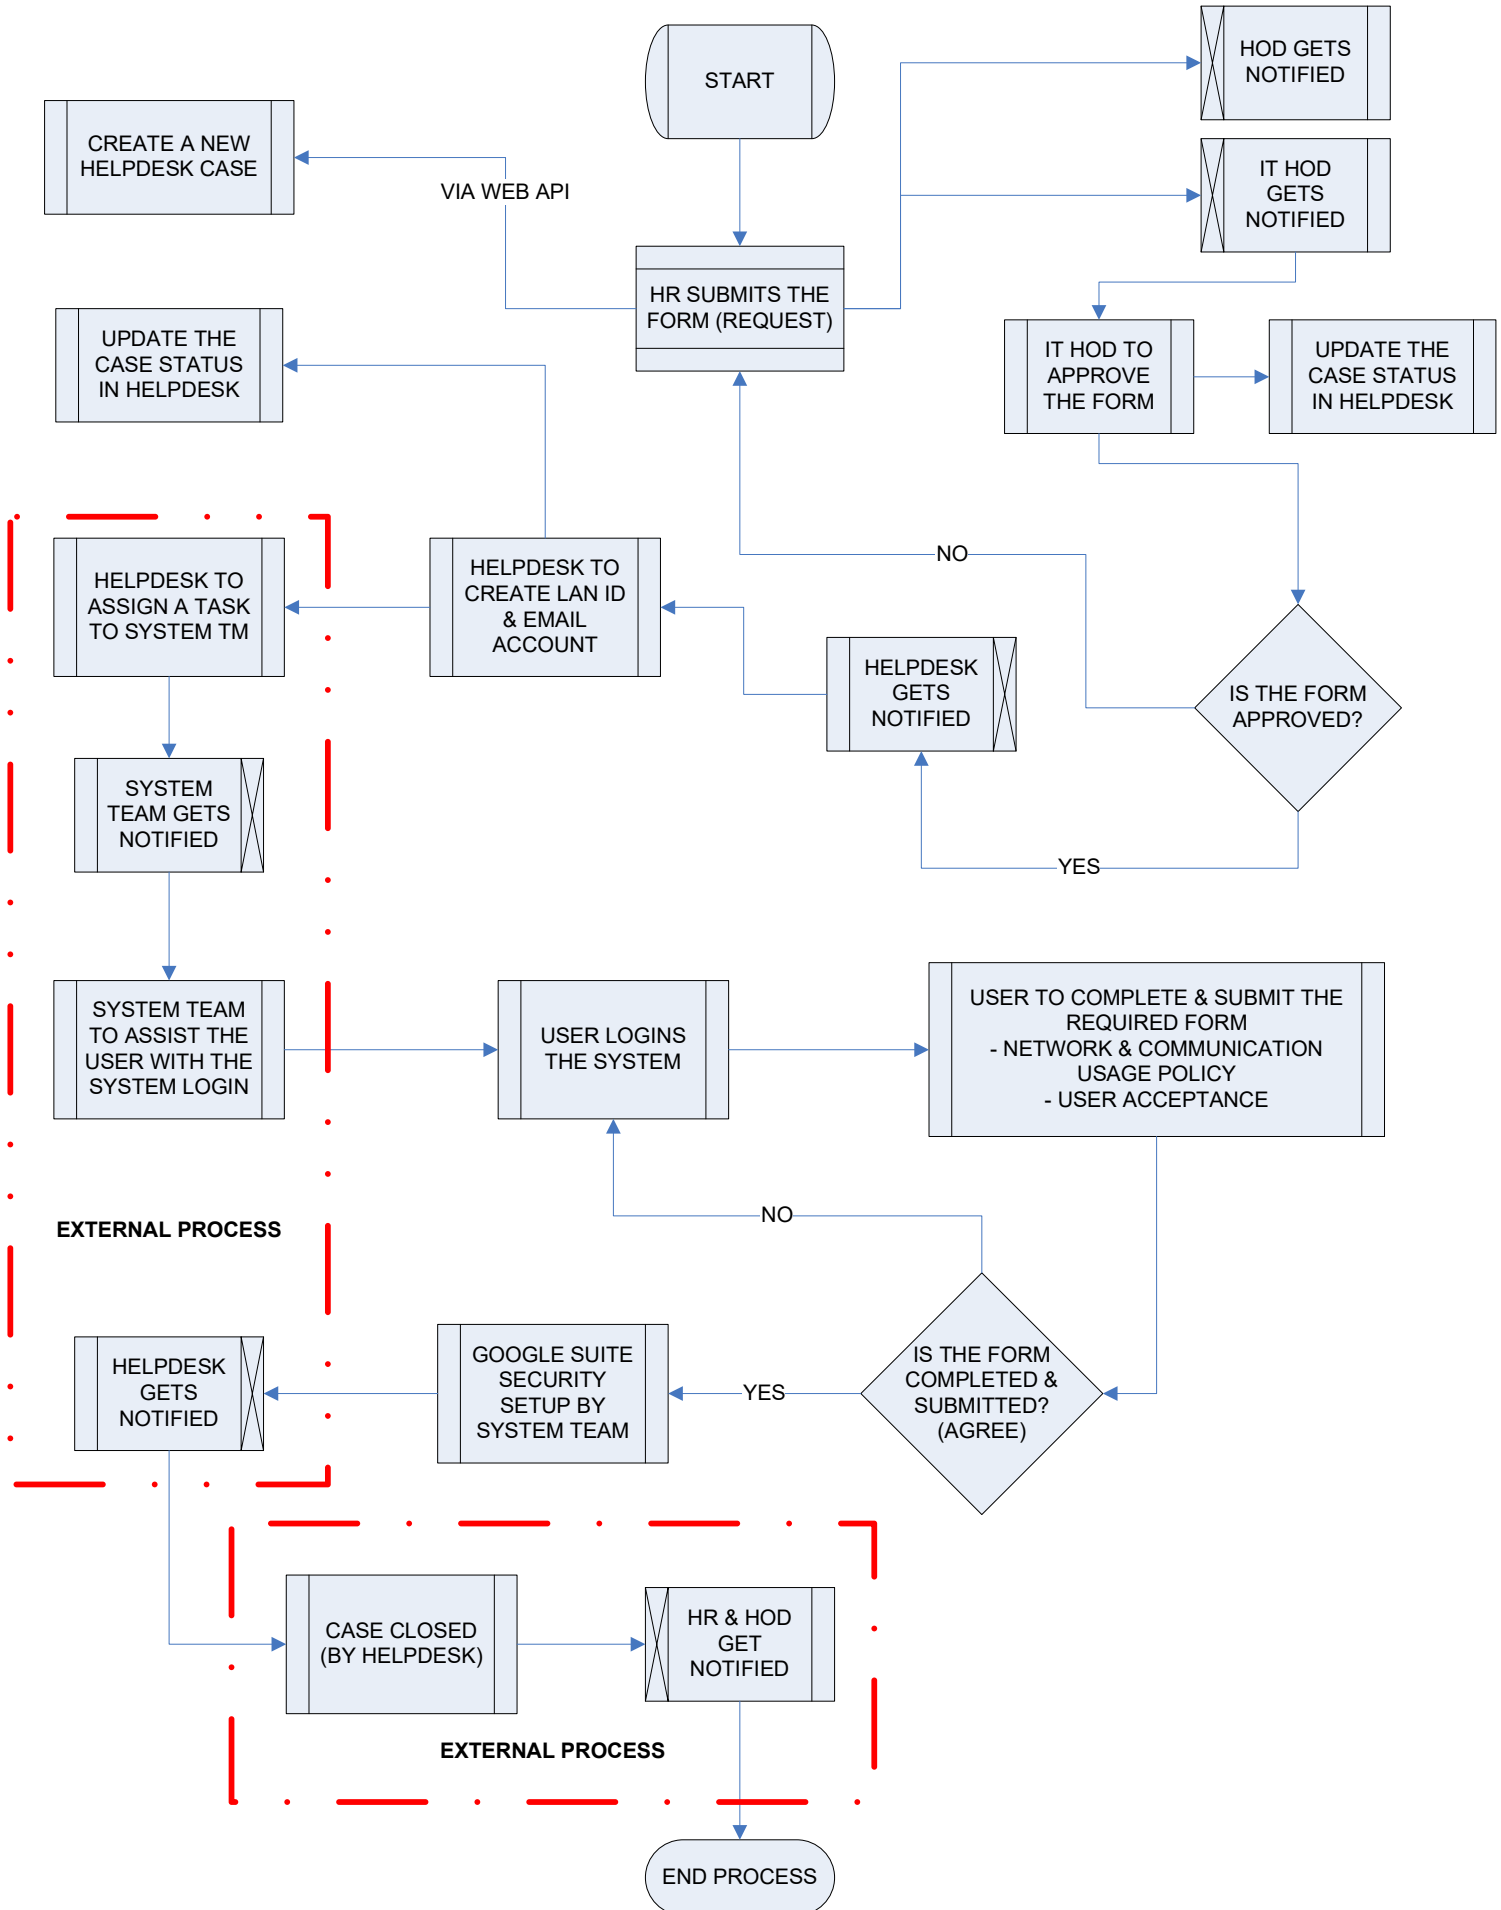 START
HOD GETS
NOTIFIED
CREATE A NEW
HELPDESK CASE
VIA WEB API
IT HOD
GETS
NOTIFIED
HR SUBMITS THE
FORM (REQUEST)
UPDATE THE
CASE STATUS
IN HELPDESK
IT HOD TO
APPROVE
THE FORM
UPDATE THE
CASE STATUS
IN HELPDESK
NO
HELPDESK TO
ASSIGN A TASK
TO SYSTEM TM
HELPDESK TO
CREATE LAN ID
& EMAIL
ACCOUNT
HELPDESK
GETS
NOTIFIED
IS THE FORM
APPROVED?
SYSTEM
TEAM GETS
NOTIFIED
YES
SYSTEM TEAM
TO ASSIST THE
USER WITH THE
SYSTEM LOGIN
USER LOGINS
THE SYSTEM
USER TO COMPLETE & SUBMIT THE
REQUIRED FORM
- NETWORK & COMMUNICATION
USAGE POLICY
- USER ACCEPTANCE
NO
EXTERNAL PROCESS
HELPDESK
GETS
NOTIFIED
GOOGLE SUITE
SECURITY
SETUP BY
SYSTEM TEAM
YES
IS THE FORM
COMPLETED &
SUBMITTED?
(AGREE)
CASE CLOSED
(BY HELPDESK)
HR & HOD
GET
NOTIFIED
EXTERNAL PROCESS
END PROCESS